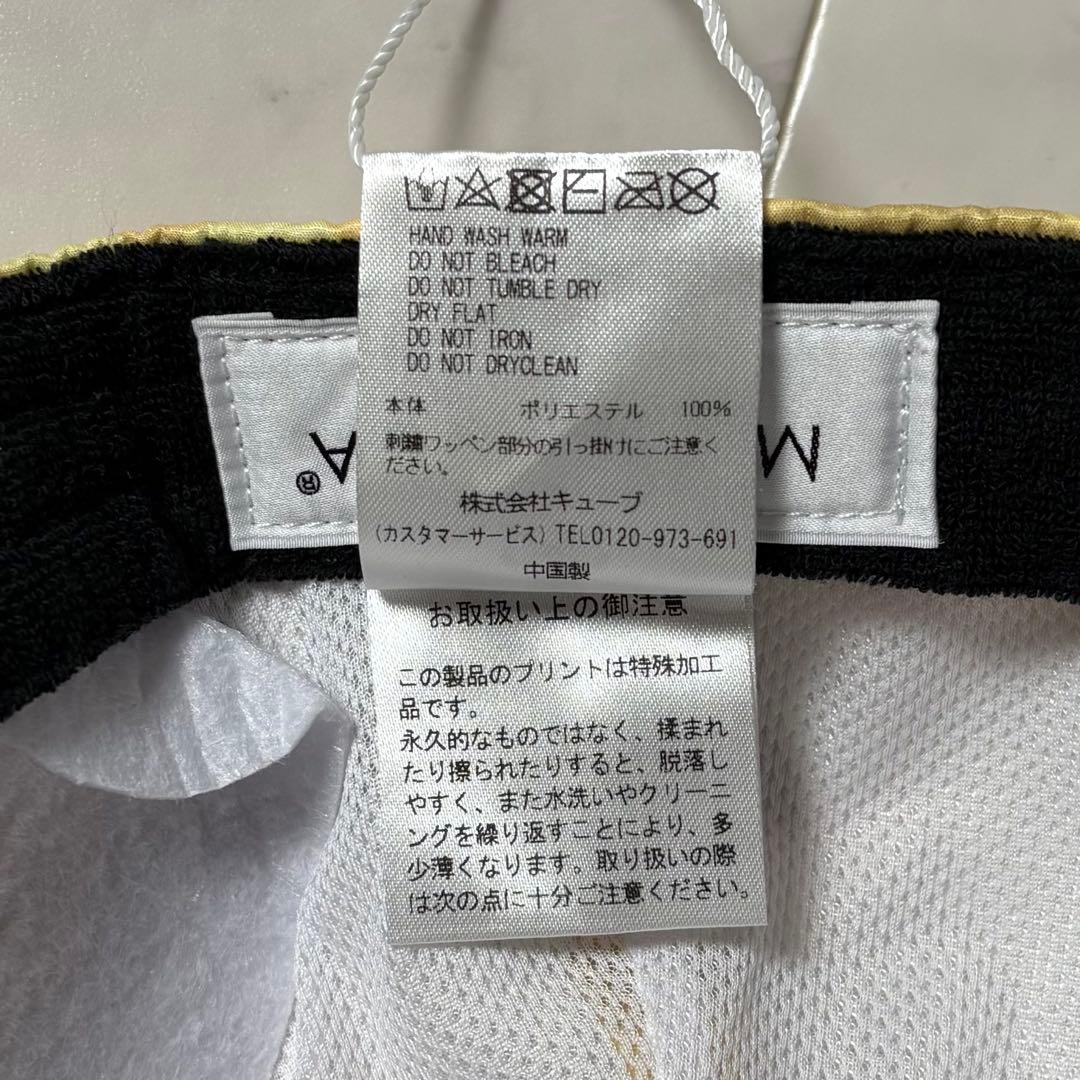 HAND WASH WARM
DO NOT BLEACH
DO NOT TUMBLE DRY
DRY FLAT
DO NOT IRON
DO NOT DRYCLEAN
本体 ポリエステル 100%
刺繍ワッペン部分の引っ掛けにご注意く
ださい。
株式会社キューブ
(カスタマーサービス) TEL0120-973-691
中国製
お取扱い上の御注意
この製品のプリントは特殊加工
品です。
永久的なものではなく、揉まれ
たり擦られたりすると、脱落し
やすく、また水洗いやクリーニ
ングを繰り返すことにより、多
少薄くなります。取り扱いの際
は次の点に十分ご注意ください。